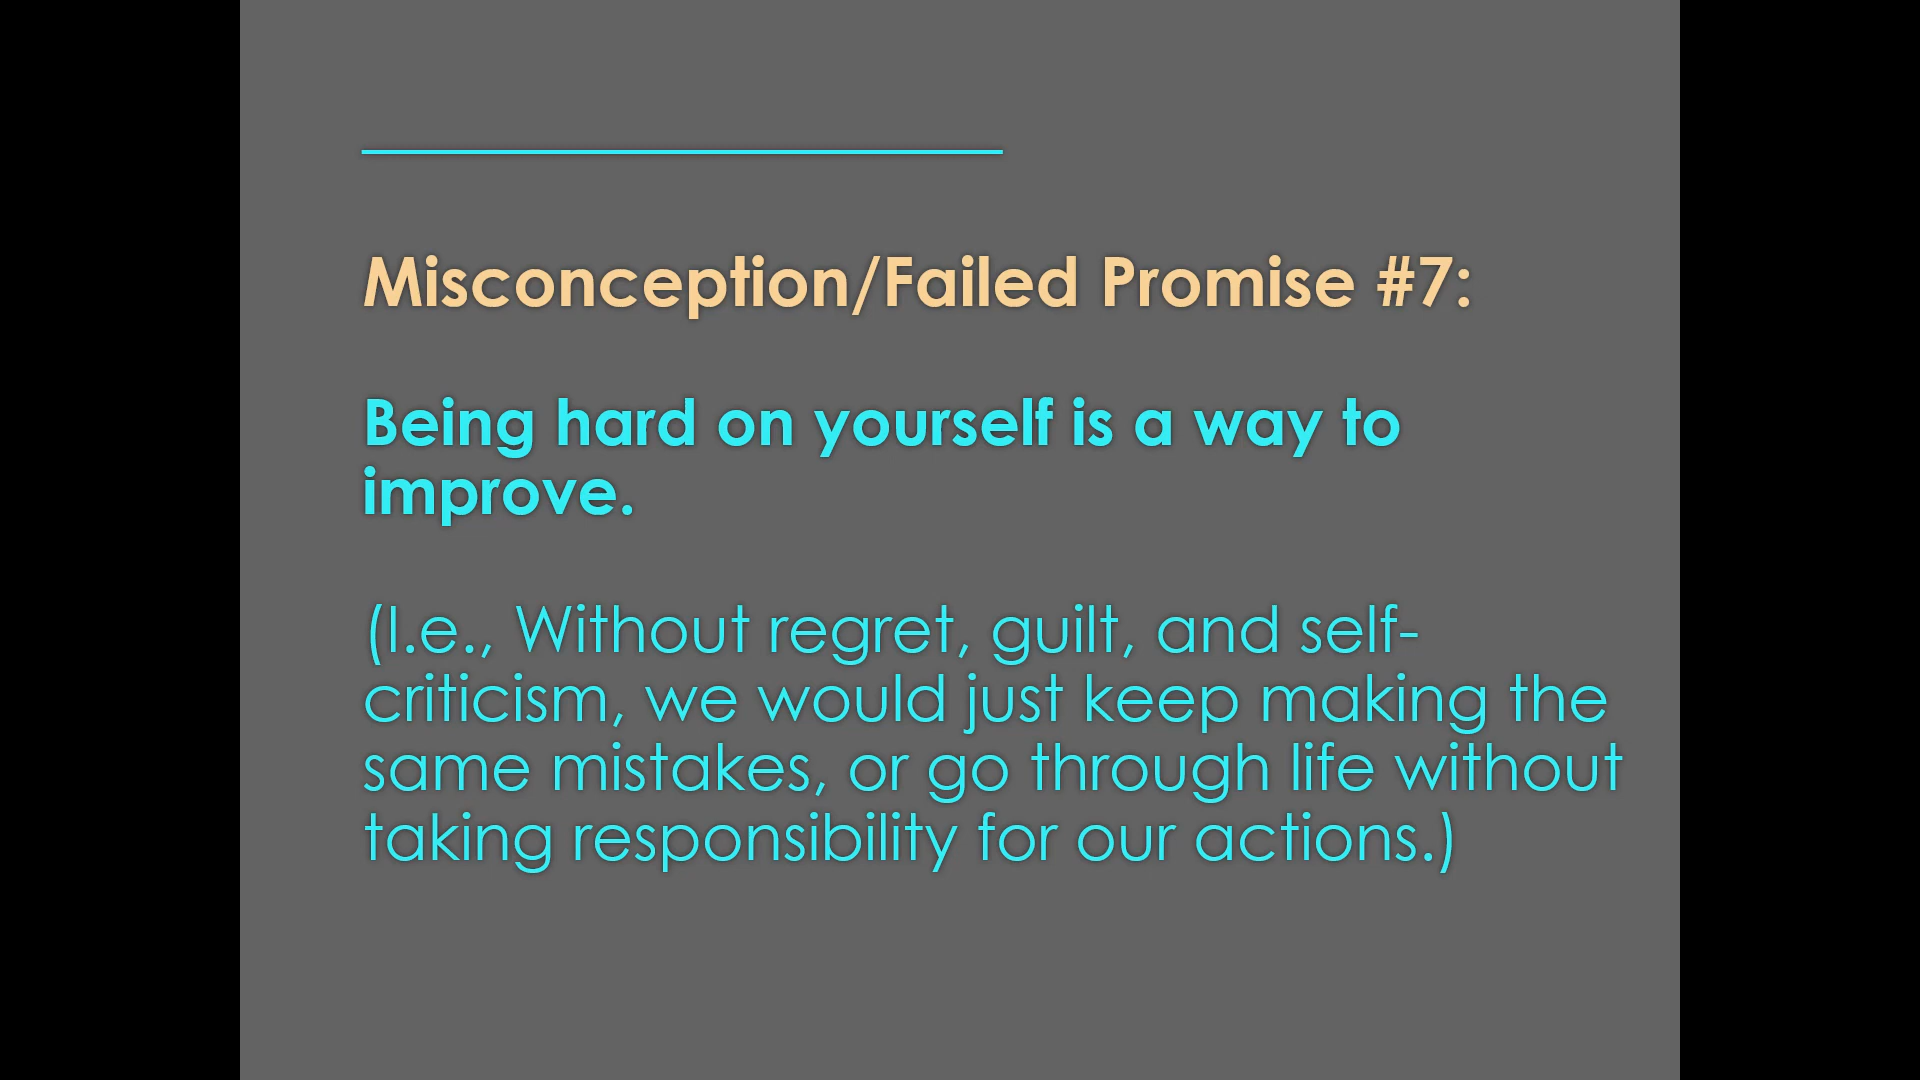 Misconception/Failed Promise #7:
Being hard on yourself is a way to
improve.
(I.e., Without regret, guilt, and self-
criticism, we would just keep making the
same mistakes, or go through life without
taking responsibility for our actions.)